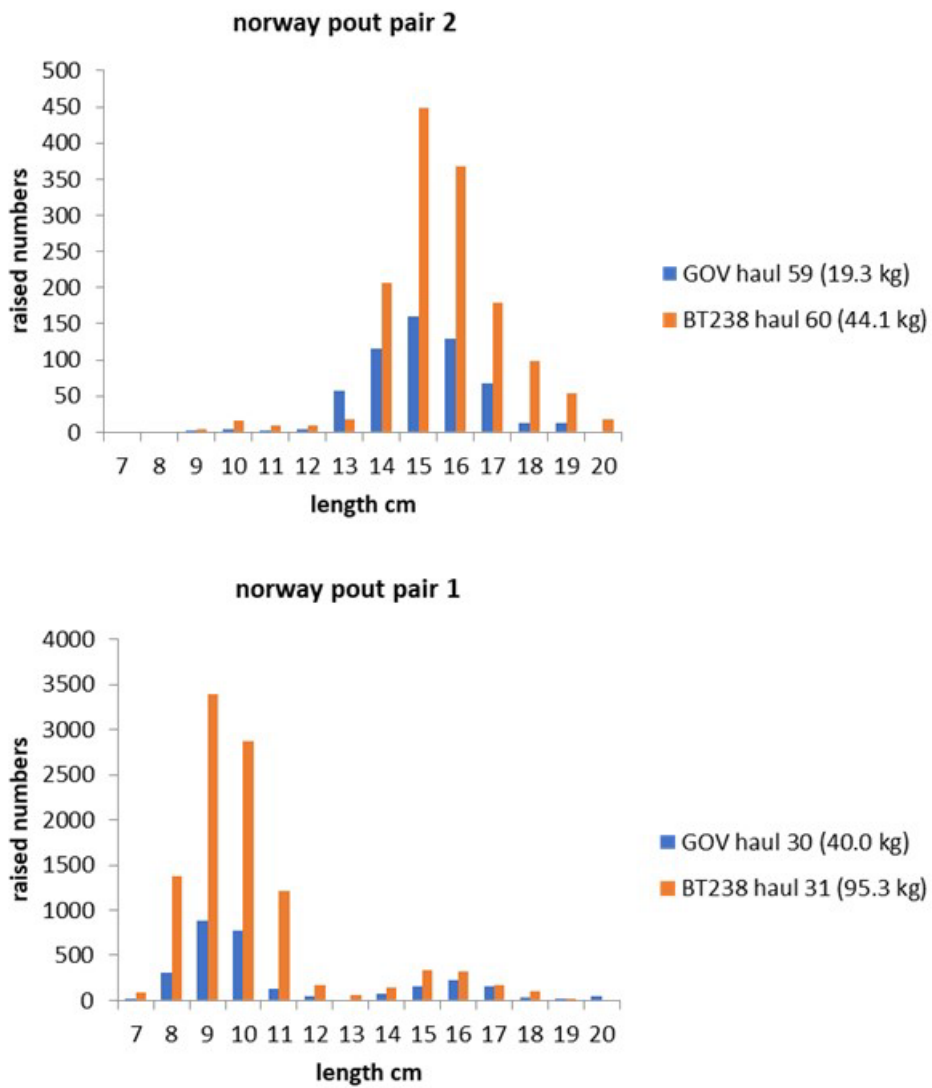 norway pout pair 2
500
450
400
350
300
250
200
150
100
50
0
raised numbers
7 8 9 10 11 12 13 14 15 16 17 18 19 20
length cm
GOV haul 59 (19.3 kg)
BT238 haul 60 (44.1 kg)
norway pout pair 1
4000
3500
3000
2500
2000
1500
1000
500
0
raised numbers
7 8 9 10 11 12 13 14 15 16 17 18 19 20
length cm
GOV haul 30 (40.0 kg)
BT238 haul 31 (95.3 kg)